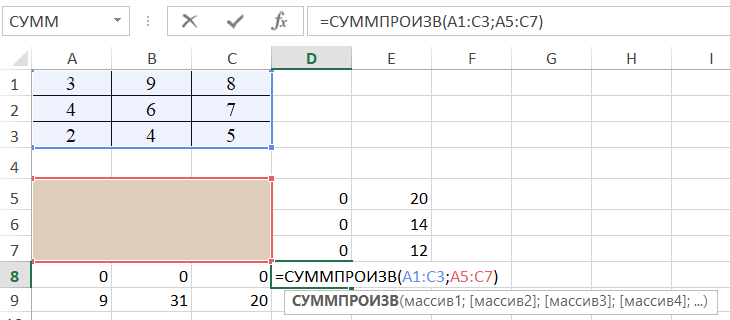 СУММ =СУММПРОИЗВ(A1:C3;A5:C7)
A B C D E F G H I
1 3 9 8
2 4 6 7
3 2 4 5
4
5 0 20
6 0 14
7 0 12
8 0 0 0 =СУММПРОИЗВ(A1:C3;A5:C7)
9 9 31 20 СУММПРОИЗВ(массив1; [массив2]; [массив3]; [массив4]; ...)